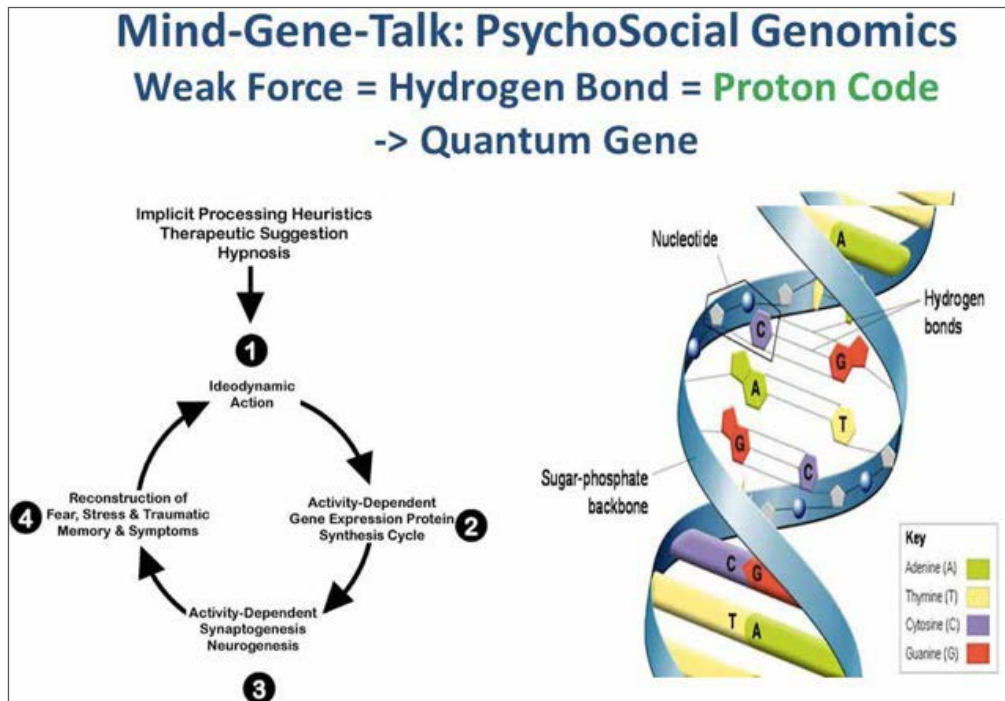 Mind-Gene-Talk: PsychoSocial Genomics
Weak Force = Hydrogen Bond = Proton Code
-> Quantum Gene
Implicit Processing Heuristics
Therapeutic Suggestion
Hypnosis
1
Ideodynamic
Action
Activity-Dependent
Gene Expression Protein
Synthesis Cycle
2
Activity-Dependent
Synaptogenesis
Neurogenesis
3
4
Reconstruction of
Fear, Stress & Traumatic
Memory & Symptoms
Nucleotide
Hydrogen
bonds
Sugar-phosphate
backbone
A
C
G
A
T
G
C
C G
T A
Key
Adenine (A)
Thymine (T)
Cytosine (C)
Guanine (G)